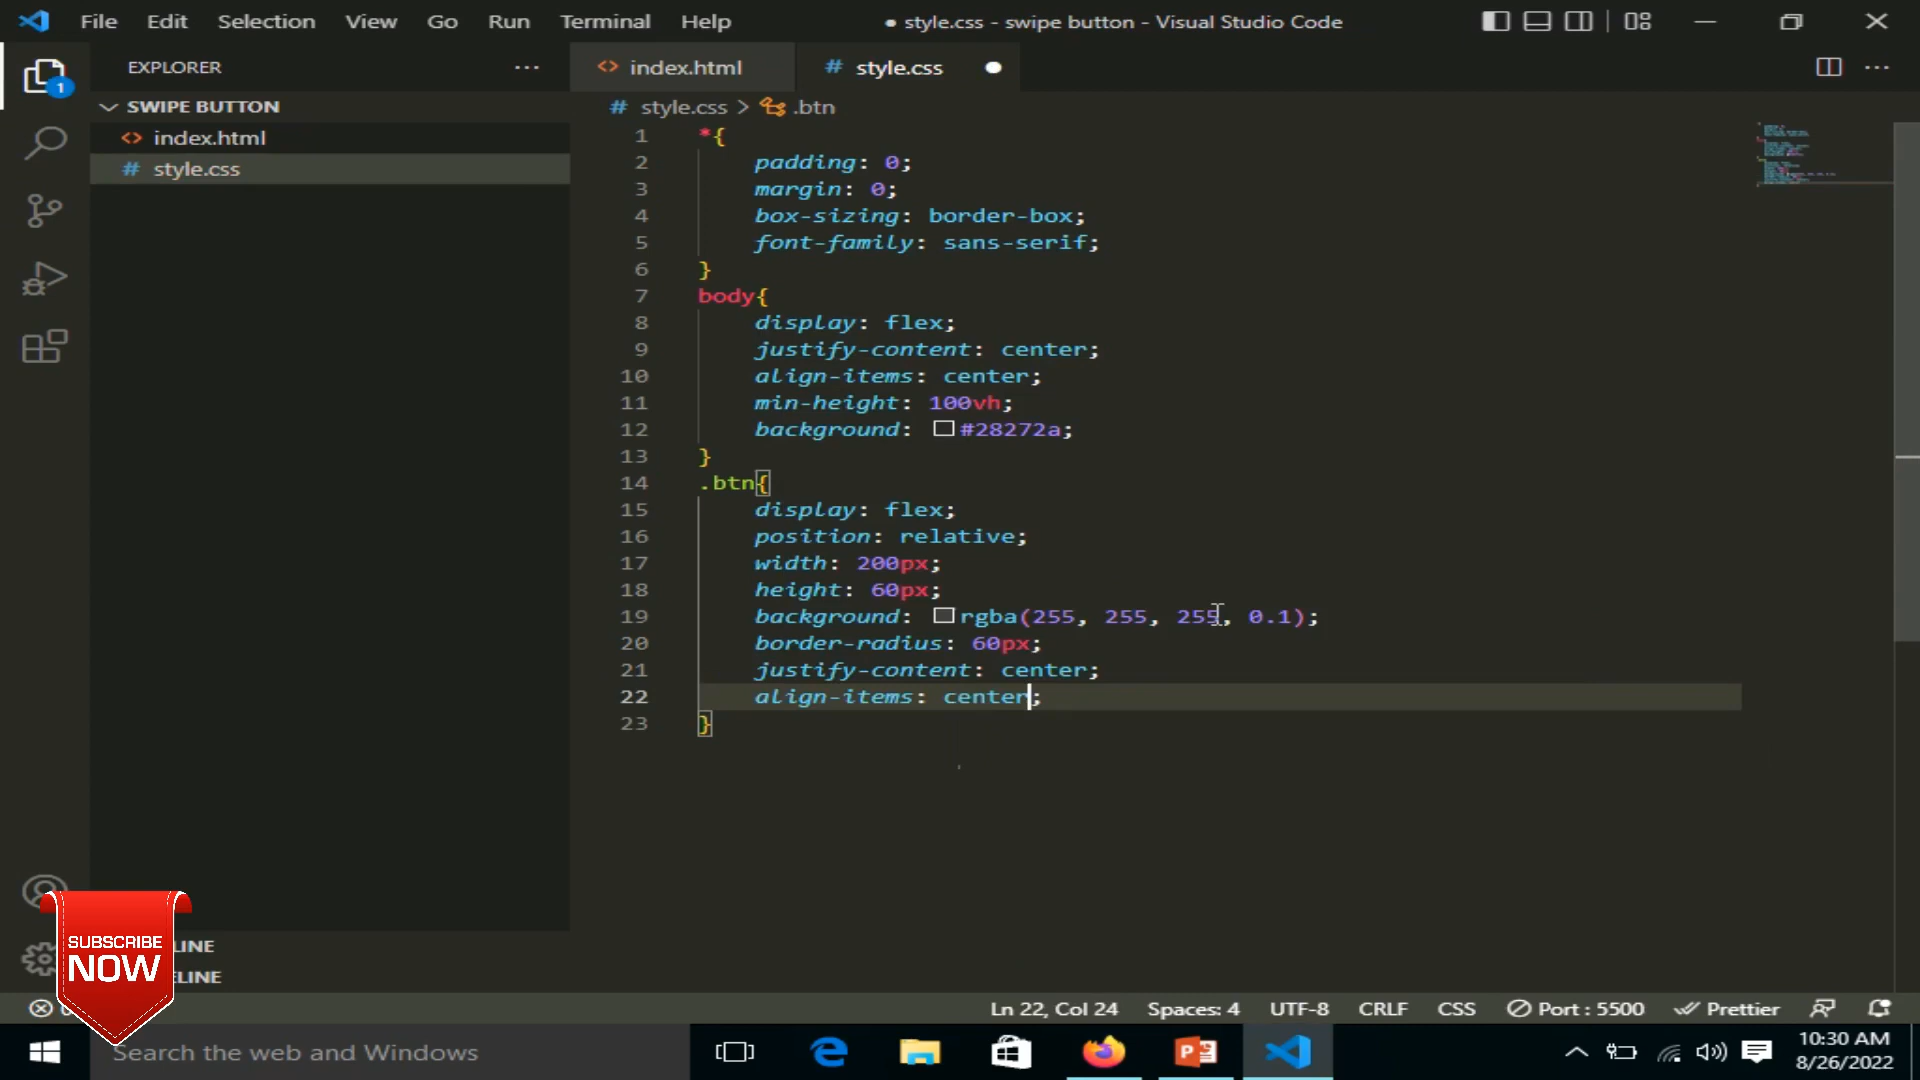 File Edit Selection View Go Run Terminal Help
● style.css - swipe button - Visual Studio Code
EXPLORER
SWIPE BUTTON
<> index.html
# style.css
1
<> index.html
# style.css ●
# style.css > .btn
1 *{
2 padding: 0;
3 margin: 0;
4 box-sizing: border-box;
5 font-family: sans-serif;
6 }
7 body{
8 display: flex;
9 justify-content: center;
10 align-items: center;
11 min-height: 100vh;
12 background: #28272a;
13 }
14 .btn{
15 display: flex;
16 position: relative;
17 width: 200px;
18 height: 60px;
19 background: rgba(255, 255, 255, 0.1);
20 border-radius: 60px;
21 justify-content: center;
22 align-items: center;
23 }
LINE
ELINE
SUBSCRIBE
NOW
Ln 22, Col 24 Spaces: 4 UTF-8 CRLF CSS Port : 5500 Prettier
Search the web and Windows
10:30 AM
8/26/2022